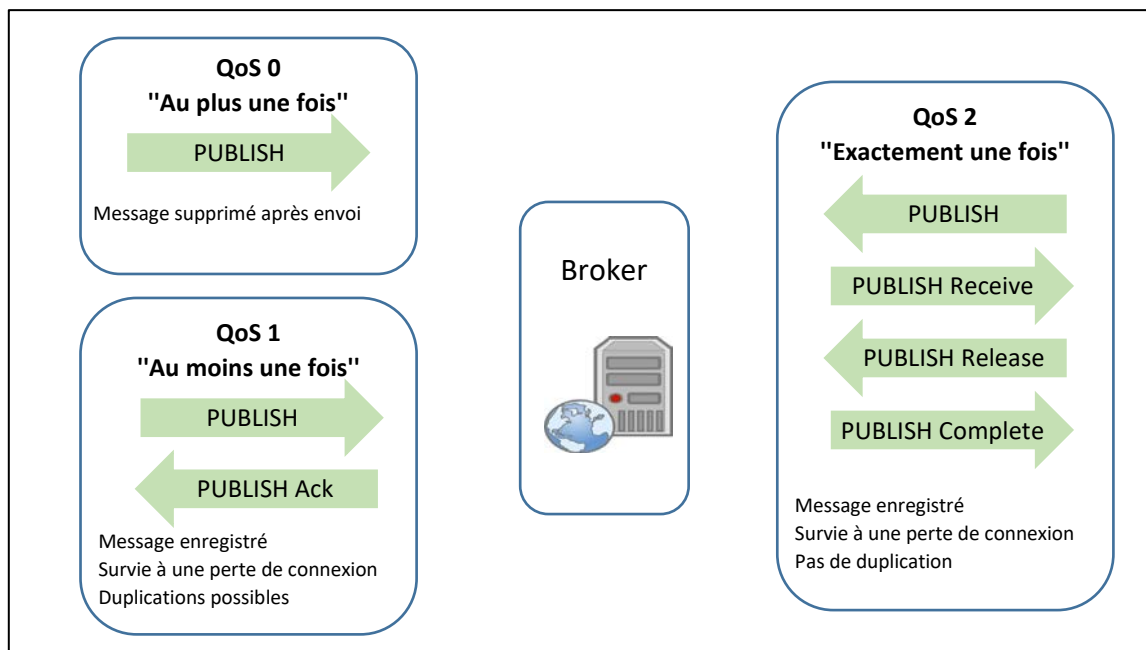 QoS 0
"Au plus une fois"
PUBLISH
Message supprimé après envoi
QoS 1
"Au moins une fois"
PUBLISH
PUBLISH Ack
Message enregistré
Survie à une perte de connexion
Duplications possibles
Broker
QoS 2
"Exactement une fois"
PUBLISH
PUBLISH Receive
PUBLISH Release
PUBLISH Complete
Message enregistré
Survie à une perte de connexion
Pas de duplication